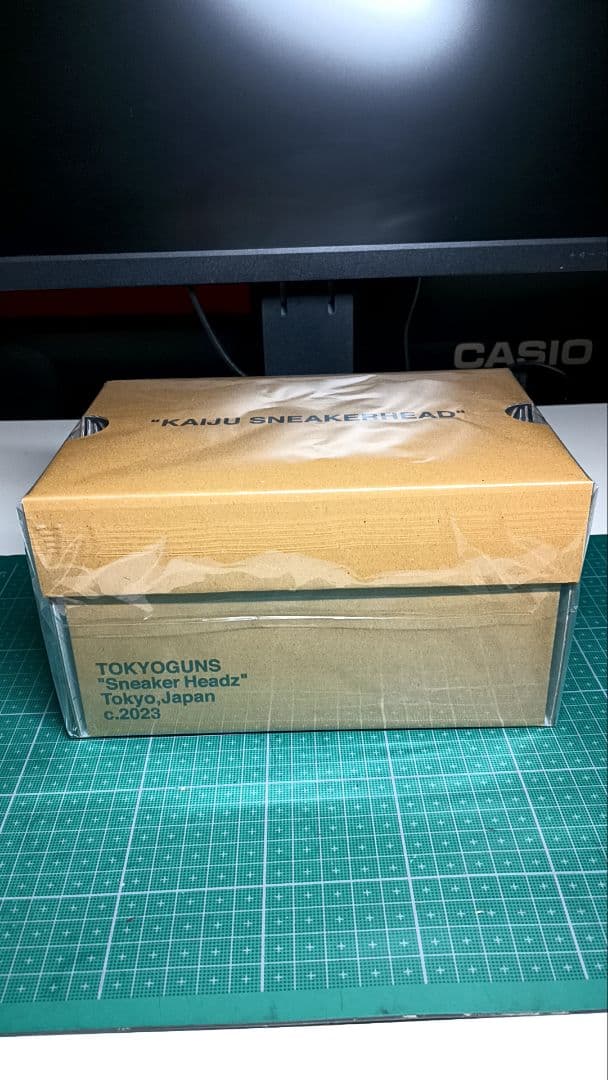 CASIO
"KAIJU SNEAKERHEAD"
TOKYOGUNS
"Sneaker Headz"
Tokyo,Japan
c.2023